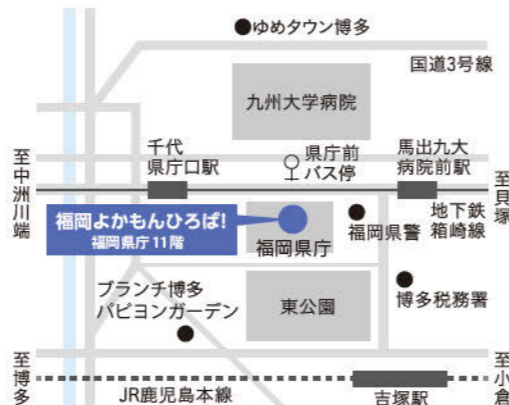 ゆめタウン博多
国道3号線
九州大学病院
千代
県庁口駅
県庁前
バス停
馬出九大
病院前駅
至中洲川端
至貝塚
地下鉄
箱崎線
福岡よかもんひろば!
福岡県庁11階
福岡県庁
福岡県警
ブランチ博多
パピヨンガーデン
東公園
博多税務署
至博多
JR鹿児島本線
吉塚駅
至小倉